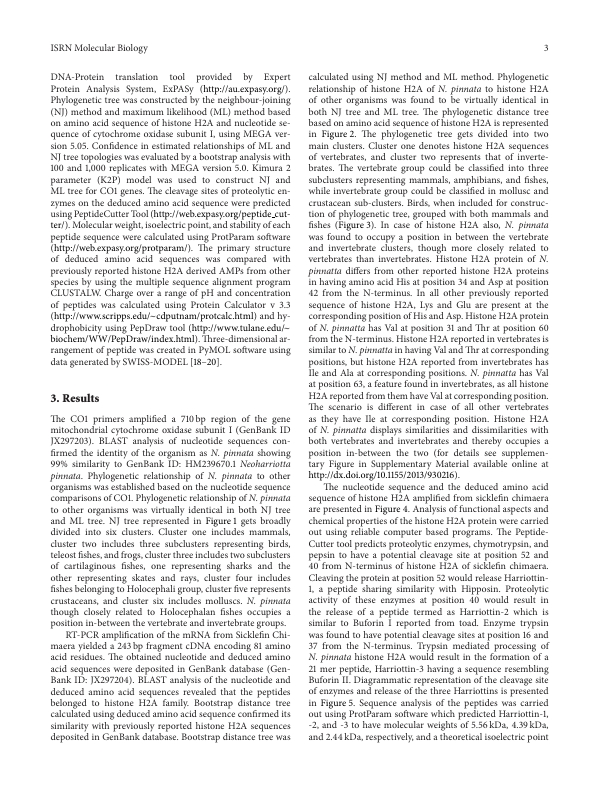 ISRN Molecular Biology
3
DNA-Protein translation tool provided by Expert
Protein Analysis System, ExPASy (http://au.expasy.org/).
Phylogenetic tree was constructed by the neighbour-joining
(NJ) method and maximum likelihood (ML) method based
on amino acid sequence of histone H2A and nucleotide se-
quence of cytochrome oxidase subunit I, using MEGA ver-
sion 5.05. Confidence in estimated relationships of ML and
NJ tree topologies was evaluated by a bootstrap analysis with
100 and 1,000 replicates with MEGA version 5.0. Kimura 2
parameter (K2P) model was used to construct NJ and
ML tree for CO1 genes. The cleavage sites of proteolytic en-
zymes on the deduced amino acid sequence were predicted
using PeptideCutter Tool (http://web.expasy.org/peptide_cut-
ter/). Molecular weight, isoelectric point, and stability of each
peptide sequence were calculated using ProtParam software
(http://web.expasy.org/protparam/). The primary structure
of deduced amino acid sequences was compared with
previously reported histone H2A derived AMPs from other
species by using the multiple sequence alignment program
CLUSTALW. Charge over a range of pH and concentration
of peptides was calculated using Protein Calculator v 3.3
(http://www.scripps.edu/~cdputnam/protcalc.html) and hy-
drophobicity using PepDraw tool (http://www.tulane.edu/~
biochem/WW/PepDraw/index.html). Three-dimensional ar-
rangement of peptide was created in PyMOL software using
data generated by SWISS-MODEL [18–20].
3. Results
The CO1 primers amplified a 710 bp region of the gene
mitochondrial cytochrome oxidase subunit I (GenBank ID
JX297203). BLAST analysis of nucleotide sequences con-
firmed the identity of the organism as N. pinnata showing
99% similarity to GenBank ID: HM239670.1 Neoharriotta
pinnata. Phylogenetic relationship of N. pinnata to other
organisms was established based on the nucleotide sequence
comparisons of CO1. Phylogenetic relationship of N. pinnata
to other organisms was virtually identical in both NJ tree
and ML tree. NJ tree represented in Figure 1 gets broadly
divided into six clusters. Cluster one includes mammals,
cluster two includes three subclusters representing birds,
teleost fishes, and frogs, cluster three includes two subclusters
of cartilaginous fishes, one representing sharks and the
other representing skates and rays, cluster four includes
fishes belonging to Holocephali group, cluster five represents
crustaceans, and cluster six includes molluscs. N. pinnata
though closely related to Holocephalan fishes occupies a
position in-between the vertebrate and invertebrate groups.
RT-PCR amplification of the mRNA from Sicklefin Chi-
maera yielded a 243 bp fragment cDNA encoding 81 amino
acid residues. The obtained nucleotide and deduced amino
acid sequences were deposited in GenBank database (Gen-
Bank ID: JX297204). BLAST analysis of the nucleotide and
deduced amino acid sequences revealed that the peptides
belonged to histone H2A family. Bootstrap distance tree
calculated using deduced amino acid sequence confirmed its
similarity with previously reported histone H2A sequences
deposited in GenBank database. Bootstrap distance tree was
calculated using NJ method and ML method. Phylogenetic
relationship of histone H2A of N. pinnata to histone H2A
of other organisms was found to be virtually identical in
both NJ tree and ML tree. The phylogenetic distance tree
based on amino acid sequence of histone H2A is represented
in Figure 2. The phylogenetic tree gets divided into two
main clusters. Cluster one denotes histone H2A sequences
of vertebrates, and cluster two represents that of inverte-
brates. The vertebrate group could be classified into three
subclusters representing mammals, amphibians, and fishes,
while invertebrate group could be classified in mollusc and
crustacean sub-clusters. Birds, when included for construc-
tion of phylogenetic tree, grouped with both mammals and
fishes (Figure 3). In case of histone H2A also, N. pinnata
was found to occupy a position in between the vertebrate
and invertebrate clusters, though more closely related to
vertebrates than invertebrates. Histone H2A protein of N.
pinnatta differs from other reported histone H2A proteins
in having amino acid His at position 34 and Asp at position
42 from the N-terminus. In all other previously reported
sequence of histone H2A, Lys and Glu are present at the
corresponding position of His and Asp. Histone H2A protein
of N. pinnatta has Val at position 31 and Thr at position 60
from the N-terminus. Histone H2A reported in vertebrates is
similar to N. pinnatta in having Val and Thr at corresponding
positions, but histone H2A reported from invertebrates has
Ile and Ala at corresponding positions. N. pinnatta has Val
at position 63, a feature found in invertebrates, as all histone
H2A reported from them have Val at corresponding position.
The scenario is different in case of all other vertebrates
as they have Ile at corresponding position. Histone H2A
of N. pinnatta displays similarities and dissimilarities with
both vertebrates and invertebrates and thereby occupies a
position in-between the two (for details see supplemen-
tary Figure in Supplementary Material available online at
http://dx.doi.org/10.1155/2013/930216).
The nucleotide sequence and the deduced amino acid
sequence of histone H2A amplified from sicklefin chimaera
are presented in Figure 4. Analysis of functional aspects and
chemical properties of the histone H2A protein were carried
out using reliable computer based programs. The Peptide-
Cutter tool predicts proteolytic enzymes, chymotrypsin, and
pepsin to have a potential cleavage site at position 52 and
40 from N-terminus of histone H2A of sicklefin chimaera.
Cleaving the protein at position 52 would release Harriottin-
1, a peptide sharing similarity with Hipposin. Proteolytic
activity of these enzymes at position 40 would result in
the release of a peptide termed as Harriottin-2 which is
similar to Buforin I reported from toad. Enzyme trypsin
was found to have potential cleavage sites at position 16 and
37 from the N-terminus. Trypsin mediated processing of
N. pinnata histone H2A would result in the formation of a
21 mer peptide, Harriottin-3 having a sequence resembling
Buforin II. Diagrammatic representation of the cleavage site
of enzymes and release of the three Harriottins is presented
in Figure 5. Sequence analysis of the peptides was carried
out using ProtParam software which predicted Harriottin-1,
-2, and -3 to have molecular weights of 5.56 kDa, 4.39 kDa,
and 2.44 kDa, respectively, and a theoretical isoelectric point